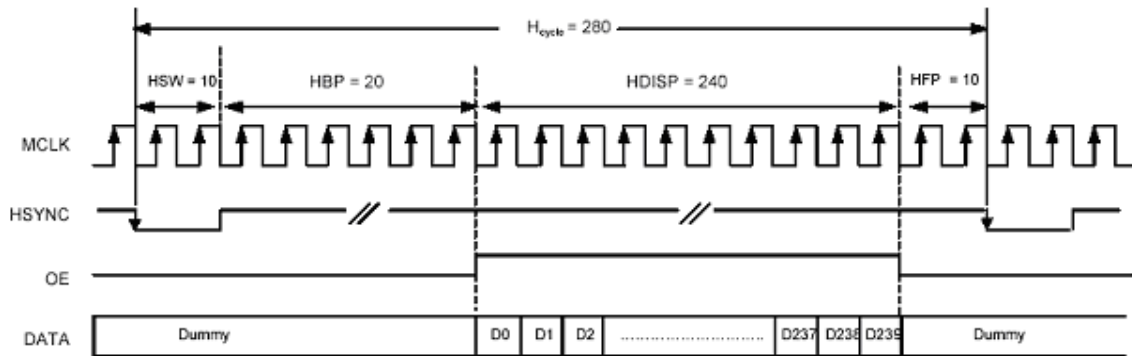 Hcycle = 280
HSW = 10 HBP = 20 HDISP = 240 HFP = 10
MCLK
HSYNC
OE
DATA Dummy D0 D1 D2 ............................ D237 D238 D239 Dummy